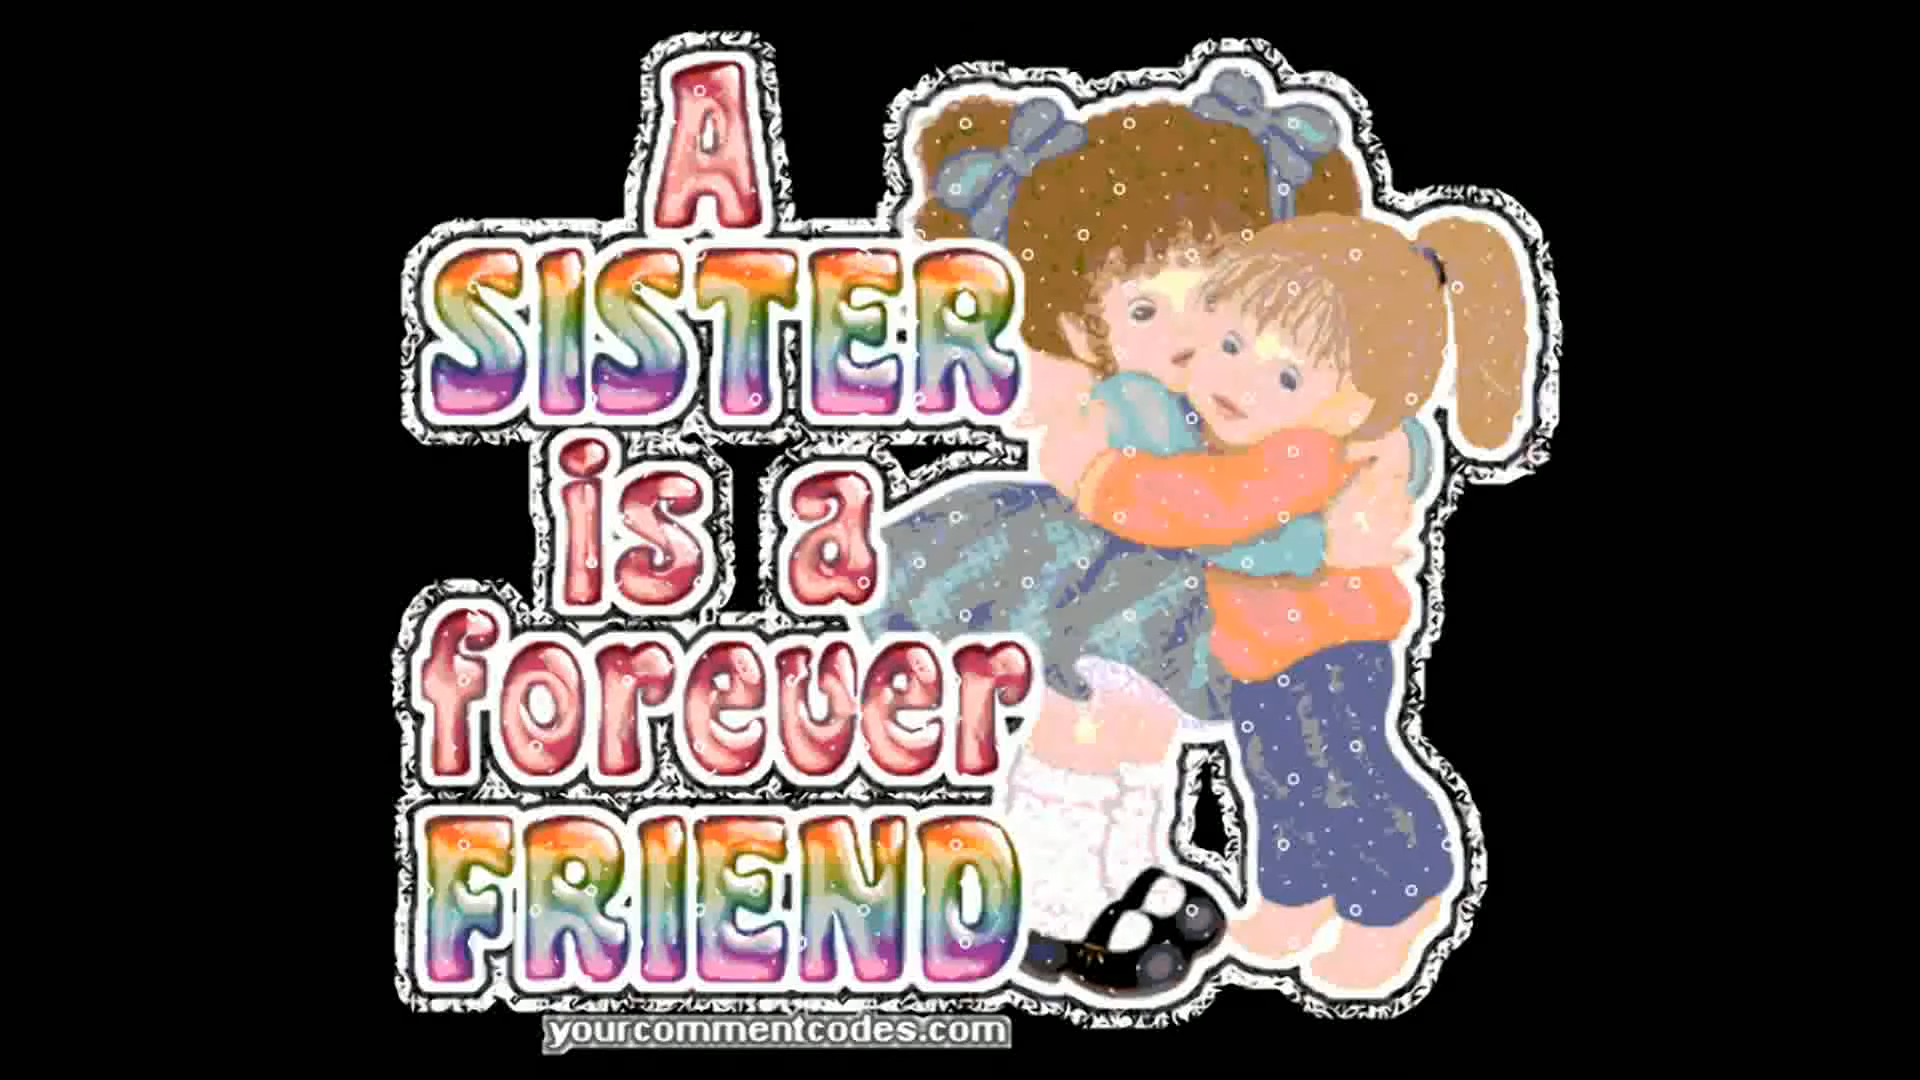 A
SISTER
is a
forever
FRIEND
yourcommentcodes.com